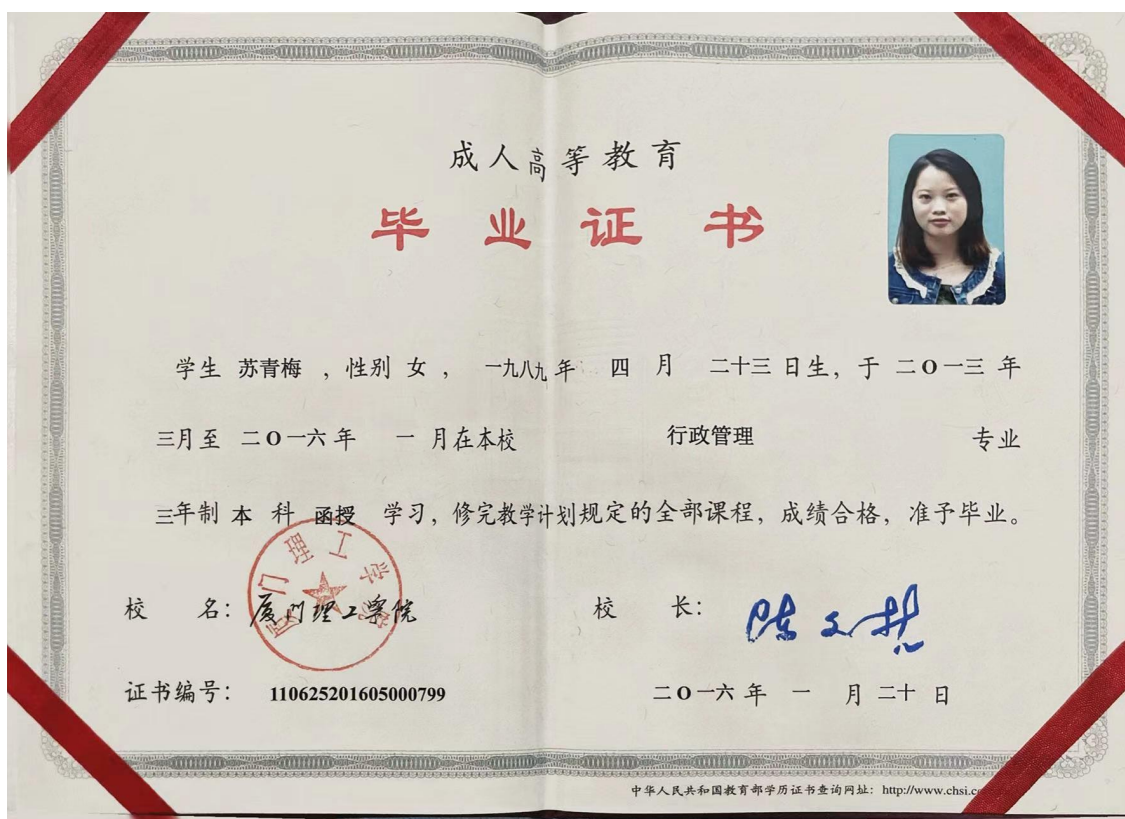 成人高等教育
毕业证书
学生 苏青梅 ，性别 女 ， 一九八九年 四 月 二十三 日生，于 二O一三 年
三月至 二O一六年 一 月在本校 行政管理 专业
三年制 本 科 函授 学习，修完教学计划规定的全部课程，成绩合格，准予毕业。
厦门理工学院
校 名：厦门理工学院 校 长：
证书编号： 110625201605000799 二O一六 年 一 月 二十 日
中华人民共和国教育部学历证书查询网址：http://www.chsi.c